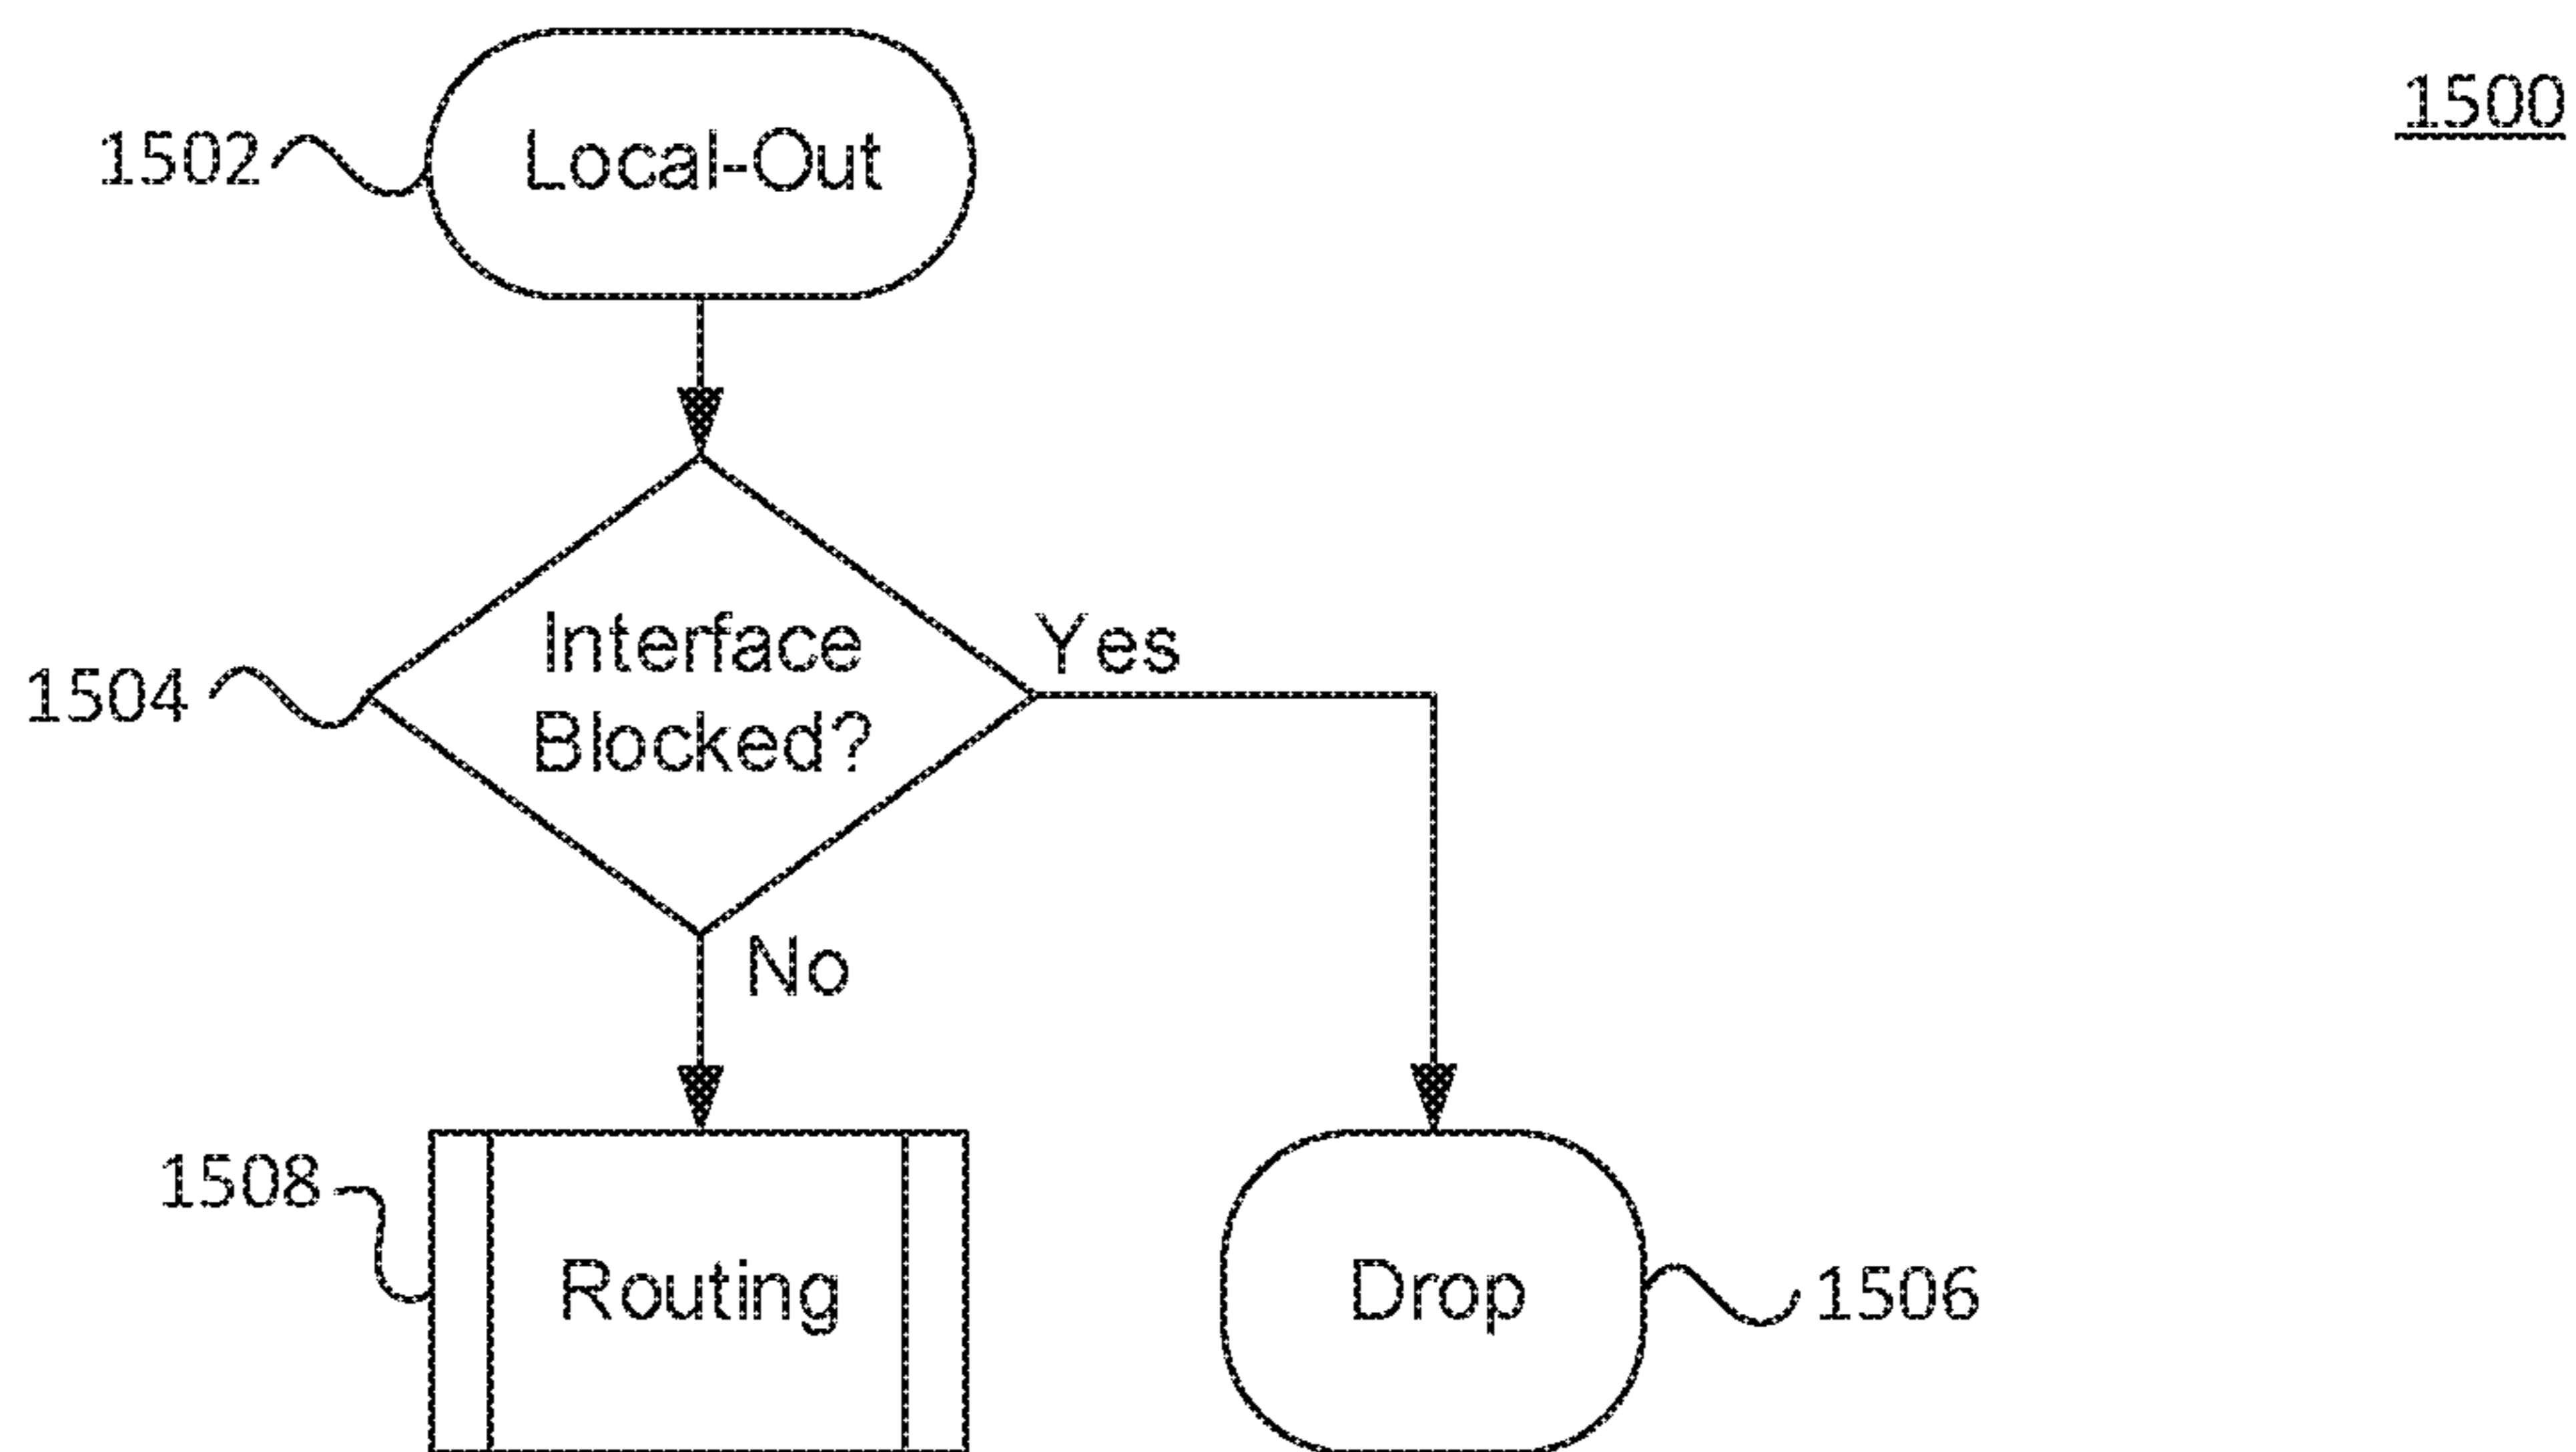 1500
1502
Local-Out
1504
Interface
Blocked?
Yes
No
1508
Routing
Drop
1506